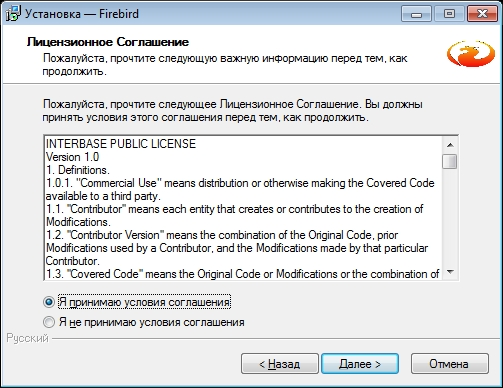 Установка — Firebird
Лицензионное Соглашение
Пожалуйста, прочтите следующую важную информацию перед тем, как
продолжить.
Пожалуйста, прочтите следующее Лицензионное Соглашение. Вы должны
принять условия этого соглашения перед тем, как продолжить.
INTERBASE PUBLIC LICENSE
Version 1.0
1. Definitions.
1.0.1. "Commercial Use" means distribution or otherwise making the Covered Code
available to a third party.
1.1. "Contributor" means each entity that creates or contributes to the creation of
Modifications.
1.2. "Contributor Version" means the combination of the Original Code, prior
Modifications used by a Contributor, and the Modifications made by that particular
Contributor.
1.3. "Covered Code" means the Original Code or Modifications or the combination of
Я принимаю условия соглашения
Я не принимаю условия соглашения
Русский
< Назад
Далее >
Отмена